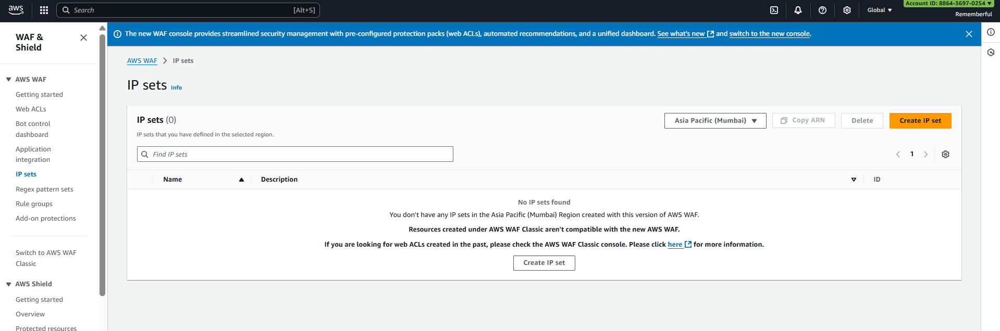 aws
Search
[Alt+S]
Global
Account ID: 8864-3697-0254
Rememberful
WAF &
Shield
AWS WAF
Getting started
Web ACLs
Bot control
dashboard
Application
integration
IP sets
Regex pattern sets
Rule groups
Add-on protections
Switch to AWS WAF
Classic
AWS Shield
Getting started
Overview
Protected resources
The new WAF console provides streamlined security management with pre-configured protection packs (web ACLs), automated recommendations, and a unified dashboard. See what's new and switch to the new console.
AWS WAF > IP sets
IP sets Info
IP sets (0)
Asia Pacific (Mumbai)
Copy ARN
Delete
Create IP set
IP sets that you have defined in the selected region.
Find IP sets
1
Name
Description
ID
No IP sets found
You don't have any IP sets in the Asia Pacific (Mumbai) Region created with this version of AWS WAF.
Resources created under AWS WAF Classic aren't compatible with the new AWS WAF.
If you are looking for web ACLs created in the past, please check the AWS WAF Classic console. Please click here for more information.
Create IP set